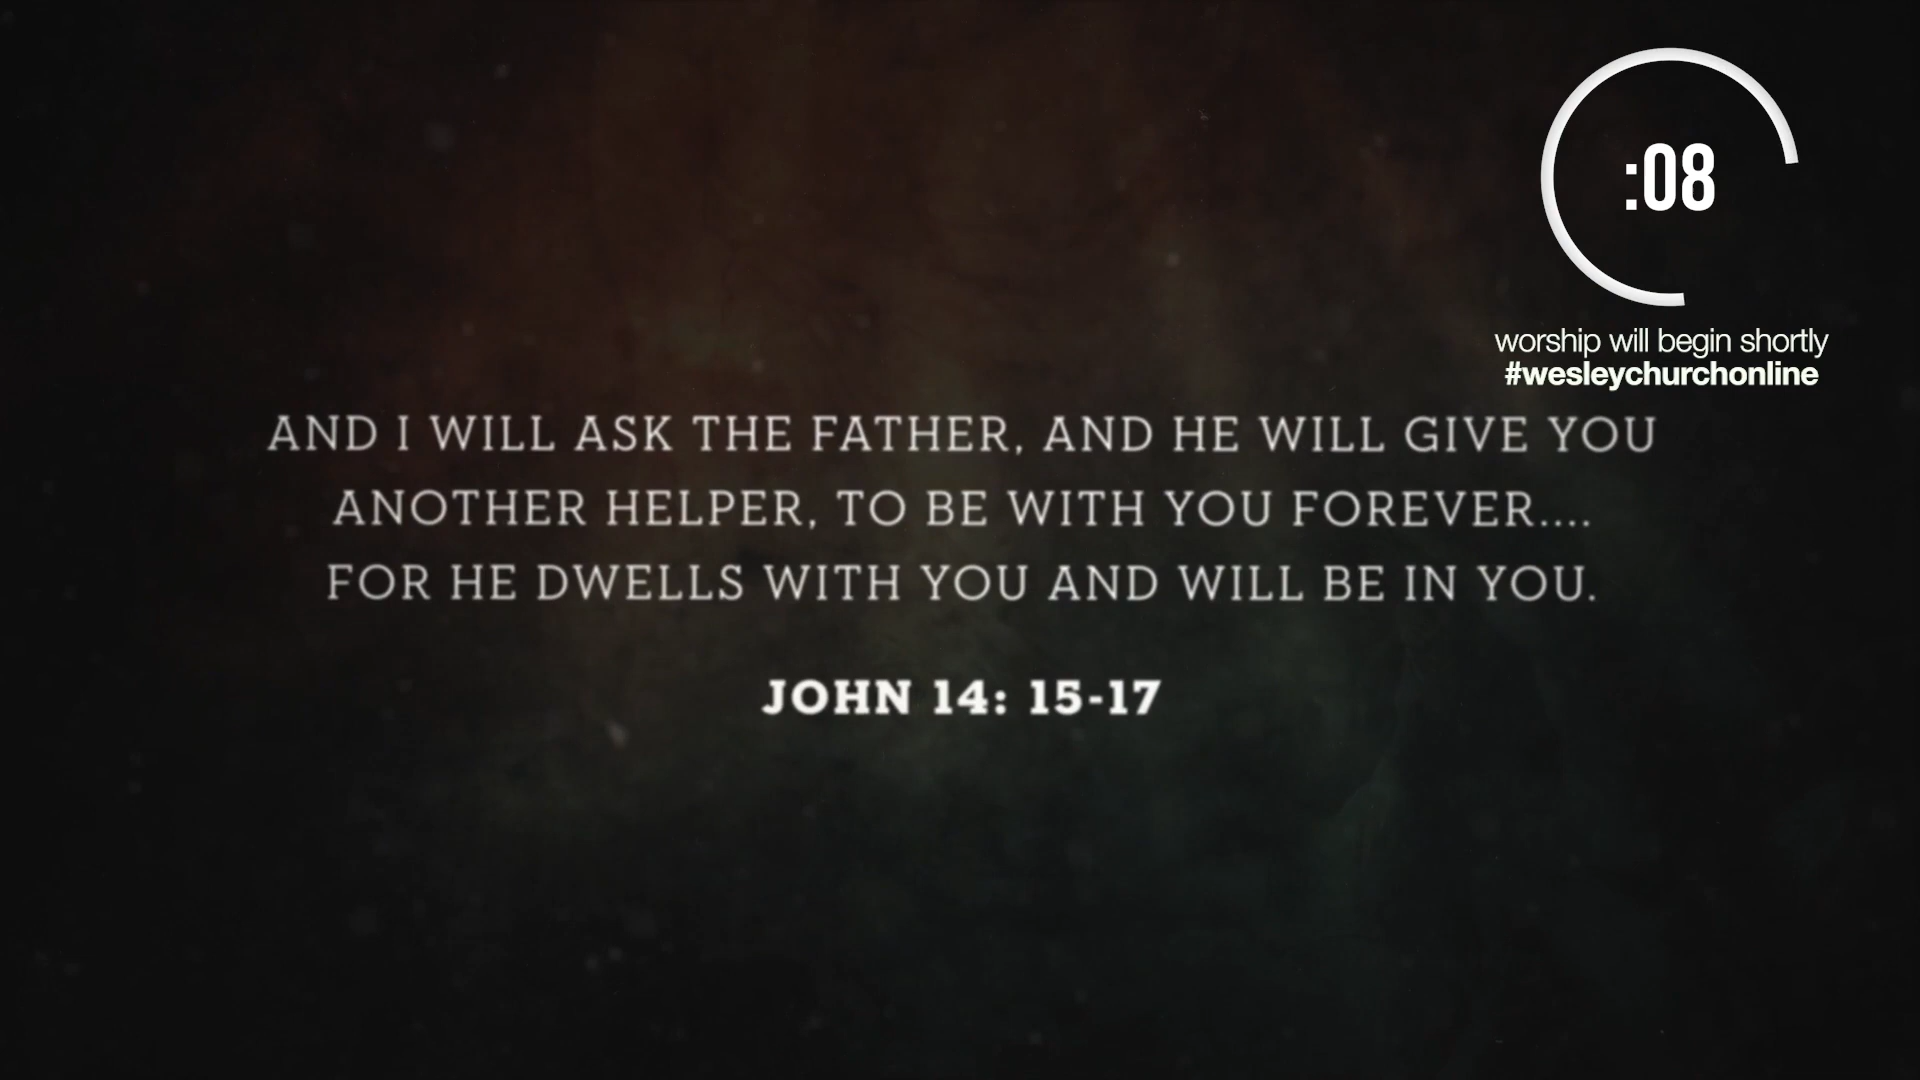 :08
worship will begin shortly
#wesleychurchonline
AND I WILL ASK THE FATHER, AND HE WILL GIVE YOU
ANOTHER HELPER, TO BE WITH YOU FOREVER....
FOR HE DWELLS WITH YOU AND WILL BE IN YOU.
JOHN 14: 15-17